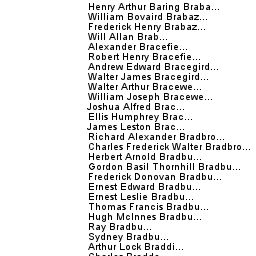 Henry Arthur Baring Braba...
William Bovaird Brabaz...
Frederick Henry Brabaz...
Will Allan Brab...
Alexander Bracefie...
Robert Henry Bracefie...
Andrew Edward Bracegird...
Walter James Bracegird...
Walter Arthur Bracewe...
William Joseph Bracewe...
Joshua Alfred Brac...
Ellis Humphrey Brac...
James Leston Brac...
Richard Alexander Bradbro...
Charles Frederick Walter Bradbro...
Herbert Arnold Bradbu...
Gordon Basil Thornhill Bradbu...
Frederick Donovan Bradbu...
Ernest Edward Bradbu...
Ernest Leslie Bradbu...
Thomas Francis Bradbu...
Hugh McInnes Bradbu...
Ray Bradbu...
Sydney Bradbu...
Arthur Lock Braddi...